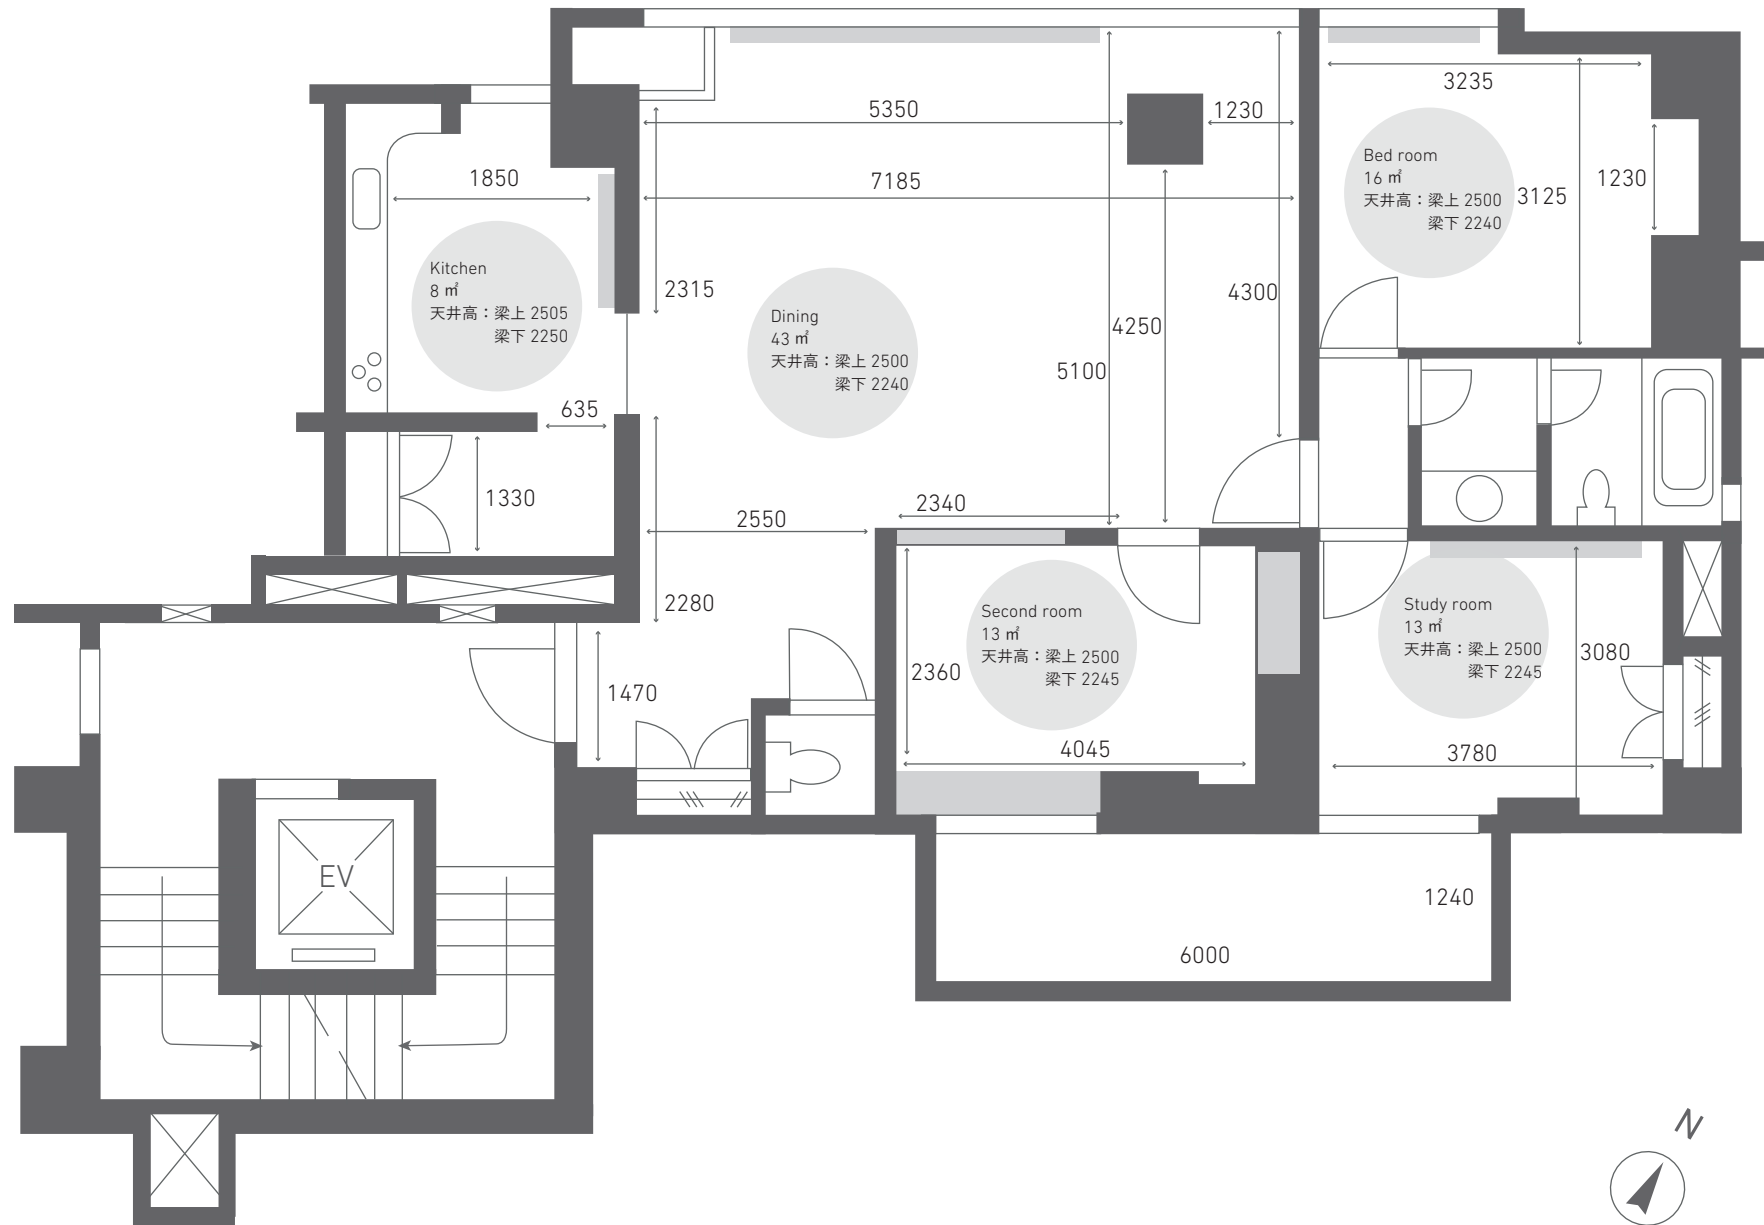 5350
1230
3235
Bed room
16 ㎡
天井高：梁上 2500
梁下 2240
3125
1230
1850
7185
Kitchen
8 ㎡
天井高：梁上 2505
梁下 2250
2315
Dining
43 ㎡
天井高：梁上 2500
梁下 2240
4300
4250
5100
635
1330
2550
2340
2280
Second room
13 ㎡
天井高：梁上 2500
梁下 2245
2360
4045
Study room
13 ㎡
天井高：梁上 2500
梁下 2245
3080
3780
1470
EV
1240
6000
N